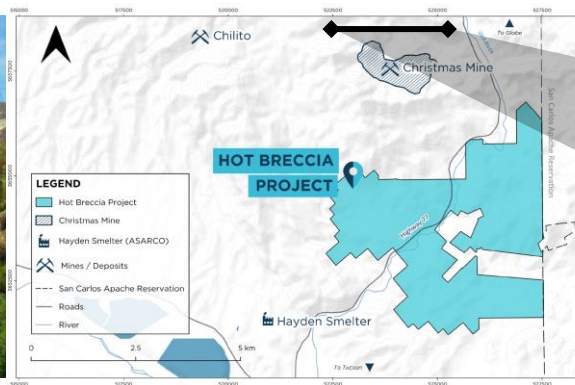 Chilito
To Globe
Christmas Mine
San Carlos Apache Reservation
HOT BRECCIA
PROJECT
Highway 77
LEGEND
Hot Breccia Project
Christmas Mine
Hayden Smelter (ASARCO)
Mines / Deposits
San Carlos Apache Reservation
Roads
River
0 2.5 5 km
Hayden Smelter
To Tucson